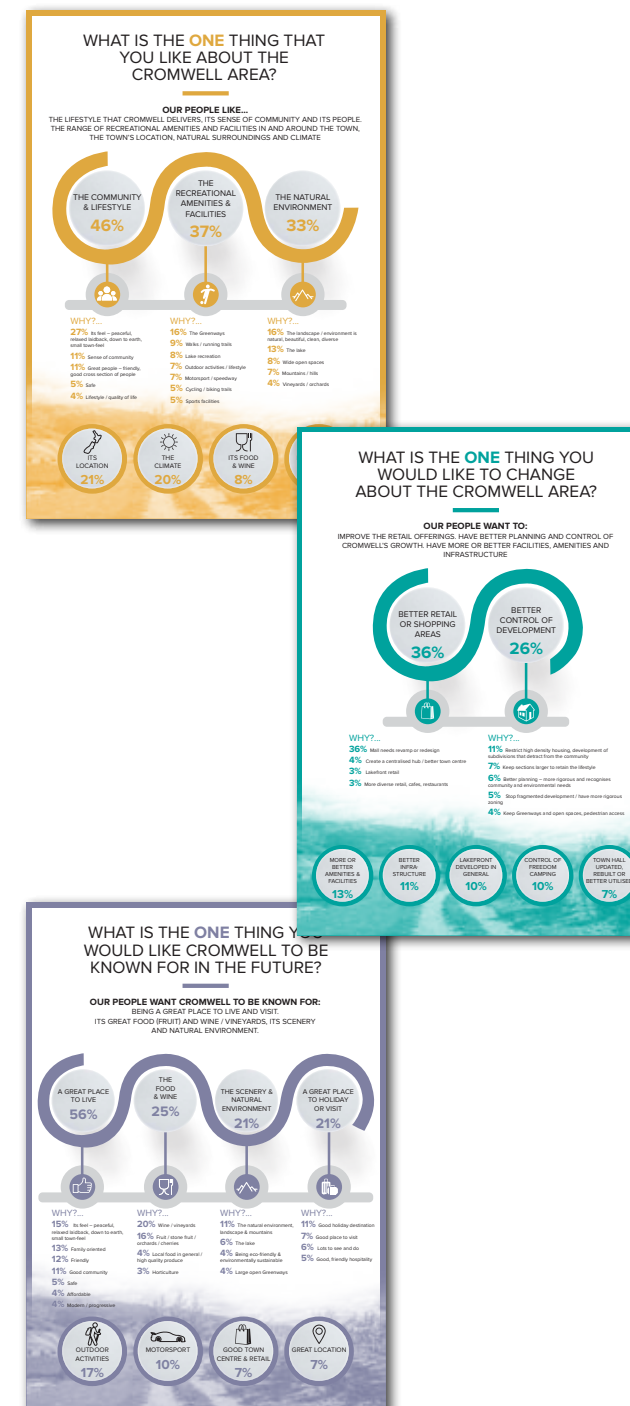 WHAT IS THE ONE THING THAT
YOU LIKE ABOUT THE
CROMWELL AREA?
OUR PEOPLE LIKE...
THE LIFESTYLE THAT CROMWELL DELIVERS, ITS SENSE OF COMMUNITY AND ITS PEOPLE.
THE RANGE OF RECREATIONAL AMENITIES AND FACILITIES IN AND AROUND THE TOWN,
THE TOWN'S LOCATION, NATURAL SURROUNDINGS AND CLIMATE
THE COMMUNITY
& LIFESTYLE
46%
THE
RECREATIONAL
AMENITIES &
FACILITIES
37%
THE NATURAL
ENVIRONMENT
33%
WHY?...
27% Its feel – peaceful,
relaxed laidback, down to earth,
small town-feel
11% Sense of community
11% Great people – friendly,
good cross section of people
5% Safe
4% Lifestyle / quality of life
WHY?...
16% The Greenways
9% Walks / running trails
8% Lake recreation
7% Outdoor activities / lifestyle
7% Motorsport / speedway
5% Cycling / biking trails
5% Sports facilities
WHY?...
16% The landscape / environment is
natural, beautiful, clean, diverse
13% The lake
8% Wide open spaces
7% Mountains / hills
4% Vineyards / orchards
ITS
LOCATION
21%
THE
CLIMATE
20%
ITS FOOD
& WINE
8%
WHAT IS THE ONE THING YOU
WOULD LIKE TO CHANGE
ABOUT THE CROMWELL AREA?
OUR PEOPLE WANT TO:
IMPROVE THE RETAIL OFFERINGS. HAVE BETTER PLANNING AND CONTROL OF
CROMWELL'S GROWTH. HAVE MORE OR BETTER FACILITIES, AMENITIES AND
INFRASTRUCTURE
BETTER RETAIL
OR SHOPPING
AREAS
36%
BETTER
CONTROL OF
DEVELOPMENT
26%
WHY?...
36% Mall needs revamp or redesign
4% Create a centralised hub / better town centre
3% Lakefront retail
3% More diverse retail, cafes, restaurants
WHY?...
11% Restrict high density housing, development of
subdivisions that detract from the community
7% Keep sections larger to retain the lifestyle
6% Better planning – more rigorous and recognises
community and environmental needs
5% Stop fragmented development / have more rigorous
zoning
4% Keep Greenways and open spaces, pedestrian access
MORE OR
BETTER
AMENITIES &
FACILITIES
13%
BETTER
INFRA-
STRUCTURE
11%
LAKEFRONT
DEVELOPED IN
GENERAL
10%
CONTROL OF
FREEDOM
CAMPING
10%
TOWN HALL
UPDATED,
REBUILT OR
BETTER UTILISED
7%
WHAT IS THE ONE THING YOU
WOULD LIKE CROMWELL TO BE
KNOWN FOR IN THE FUTURE?
OUR PEOPLE WANT CROMWELL TO BE KNOWN FOR:
BEING A GREAT PLACE TO LIVE AND VISIT.
ITS GREAT FOOD (FRUIT) AND WINE / VINEYARDS, ITS SCENERY
AND NATURAL ENVIRONMENT.
A GREAT PLACE
TO LIVE
56%
THE
FOOD
& WINE
25%
THE SCENERY &
NATURAL
ENVIRONMENT
21%
A GREAT PLACE
TO HOLIDAY
OR VISIT
21%
WHY?...
15% Its feel – peaceful,
relaxed laidback, down to earth,
small town-feel
13% Family oriented
12% Friendly
11% Good community
5% Safe
4% Affordable
4% Modern / progressive
WHY?...
20% Wine / vineyards
16% Fruit / stone fruit /
orchards / cherries
4% Local food in general /
high quality produce
3% Horticulture
WHY?...
11% The natural environment,
landscape & mountains
6% The lake
4% Being eco-friendly &
environmentally sustainable
4% Large open Greenways
WHY?...
11% Good holiday destination
7% Good place to visit
6% Lots to see and do
5% Good, friendly hospitality
OUTDOOR
ACTIVITIES
17%
MOTORSPORT
10%
GOOD TOWN
CENTRE & RETAIL
7%
GREAT LOCATION
7%